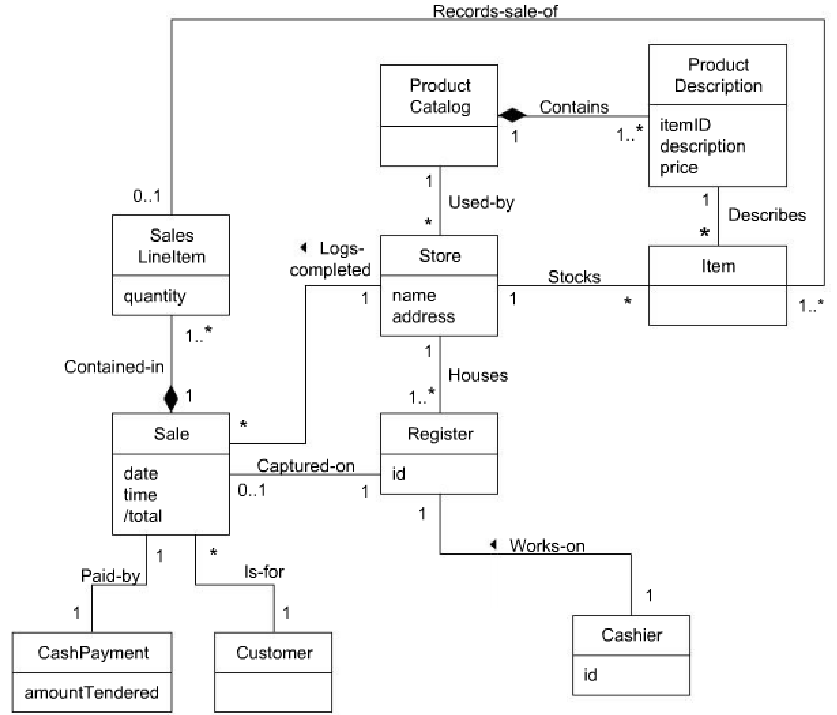 Records-sale-of
Product
Catalog
Product
Description
itemID
description
price
Contains
1
1..*
0..1
1
Used-by
*
1
Describes
*
Sales
LineItem
quantity
Logs-
completed
1
Store
name
address
1
Stocks
*
Item
1..*
1..*
Contained-in
1
1
Houses
1..*
*
Sale
date
time
/total
Captured-on
0..1
1
Register
id
1
Works-on
1
Paid-by
1
*
Is-for
1
1
CashPayment
amountTendered
Customer
Cashier
id